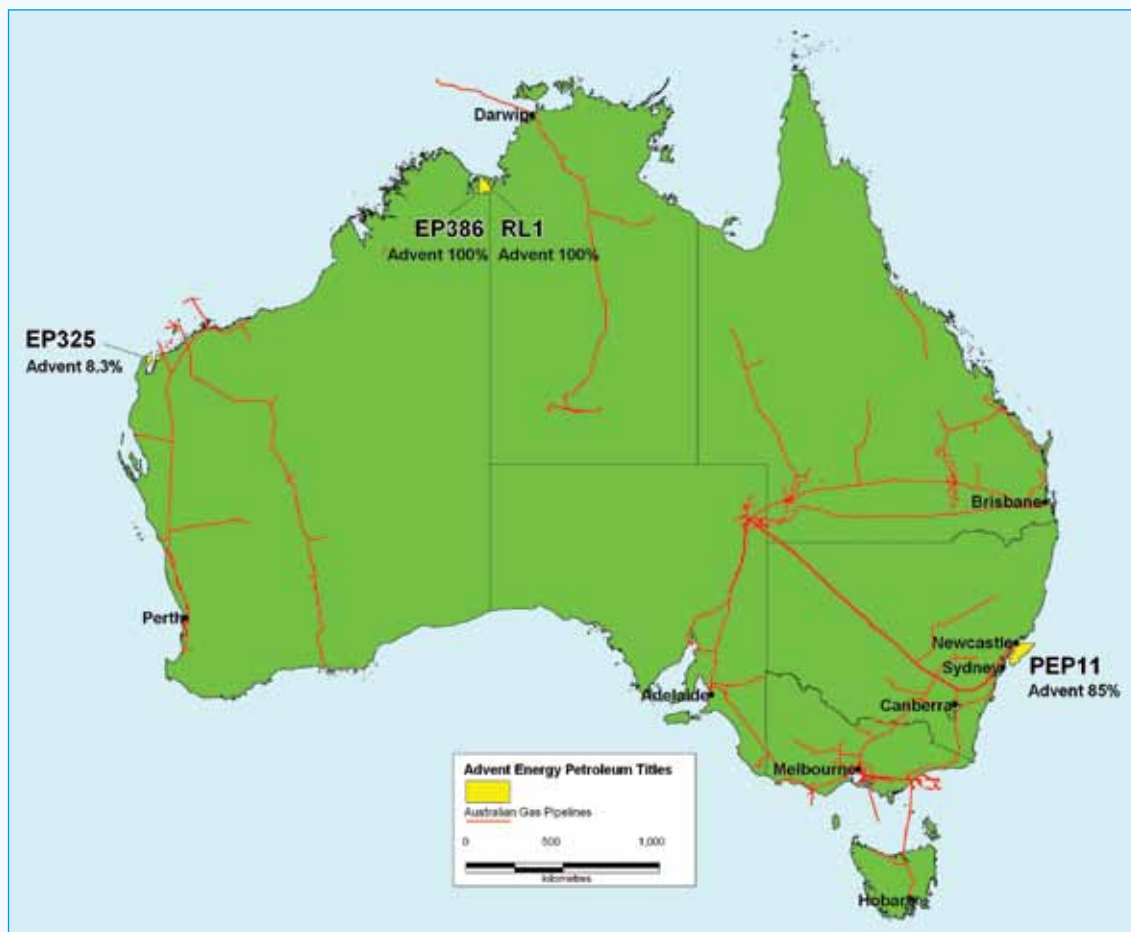 Darwin
EP386 RL1
Advent 100% Advent 100%
EP325
Advent 8.3%
Brisbane
Perth
Newcastle
Sydney
PEP11
Advent 85%
Adelaide
Canberra
Melbourne
Hobart
Advent Energy Petroleum Titles
Australian Gas Pipelines
0 500 1,000
kilometres